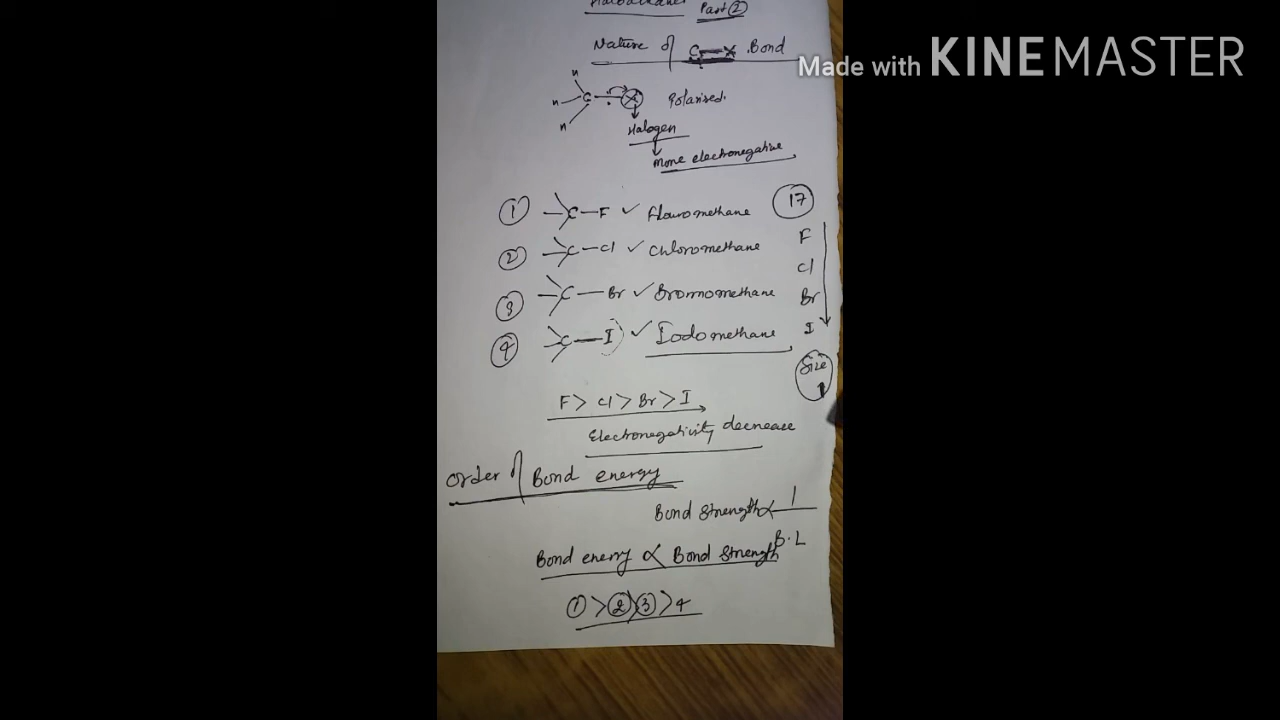 Part ②
Made with KINEMASTER
Nature of C–X Bond
n
n C X Polarised.
n
Halogen
More electronegative
① C–F ✓ Flouromethane ⑰
② C–Cl ✓ Chloromethane F
Cl
③ C–Br ✓ Bromomethane Br
④ C–I ✓ Iodomethane I
Size
F > Cl > Br > I
Electronegativity decrease
Order of Bond energy
Bond Strength ∝ 1
B.L
Bond enerry ∝ Bond Strength
① > ② > ③ > 4